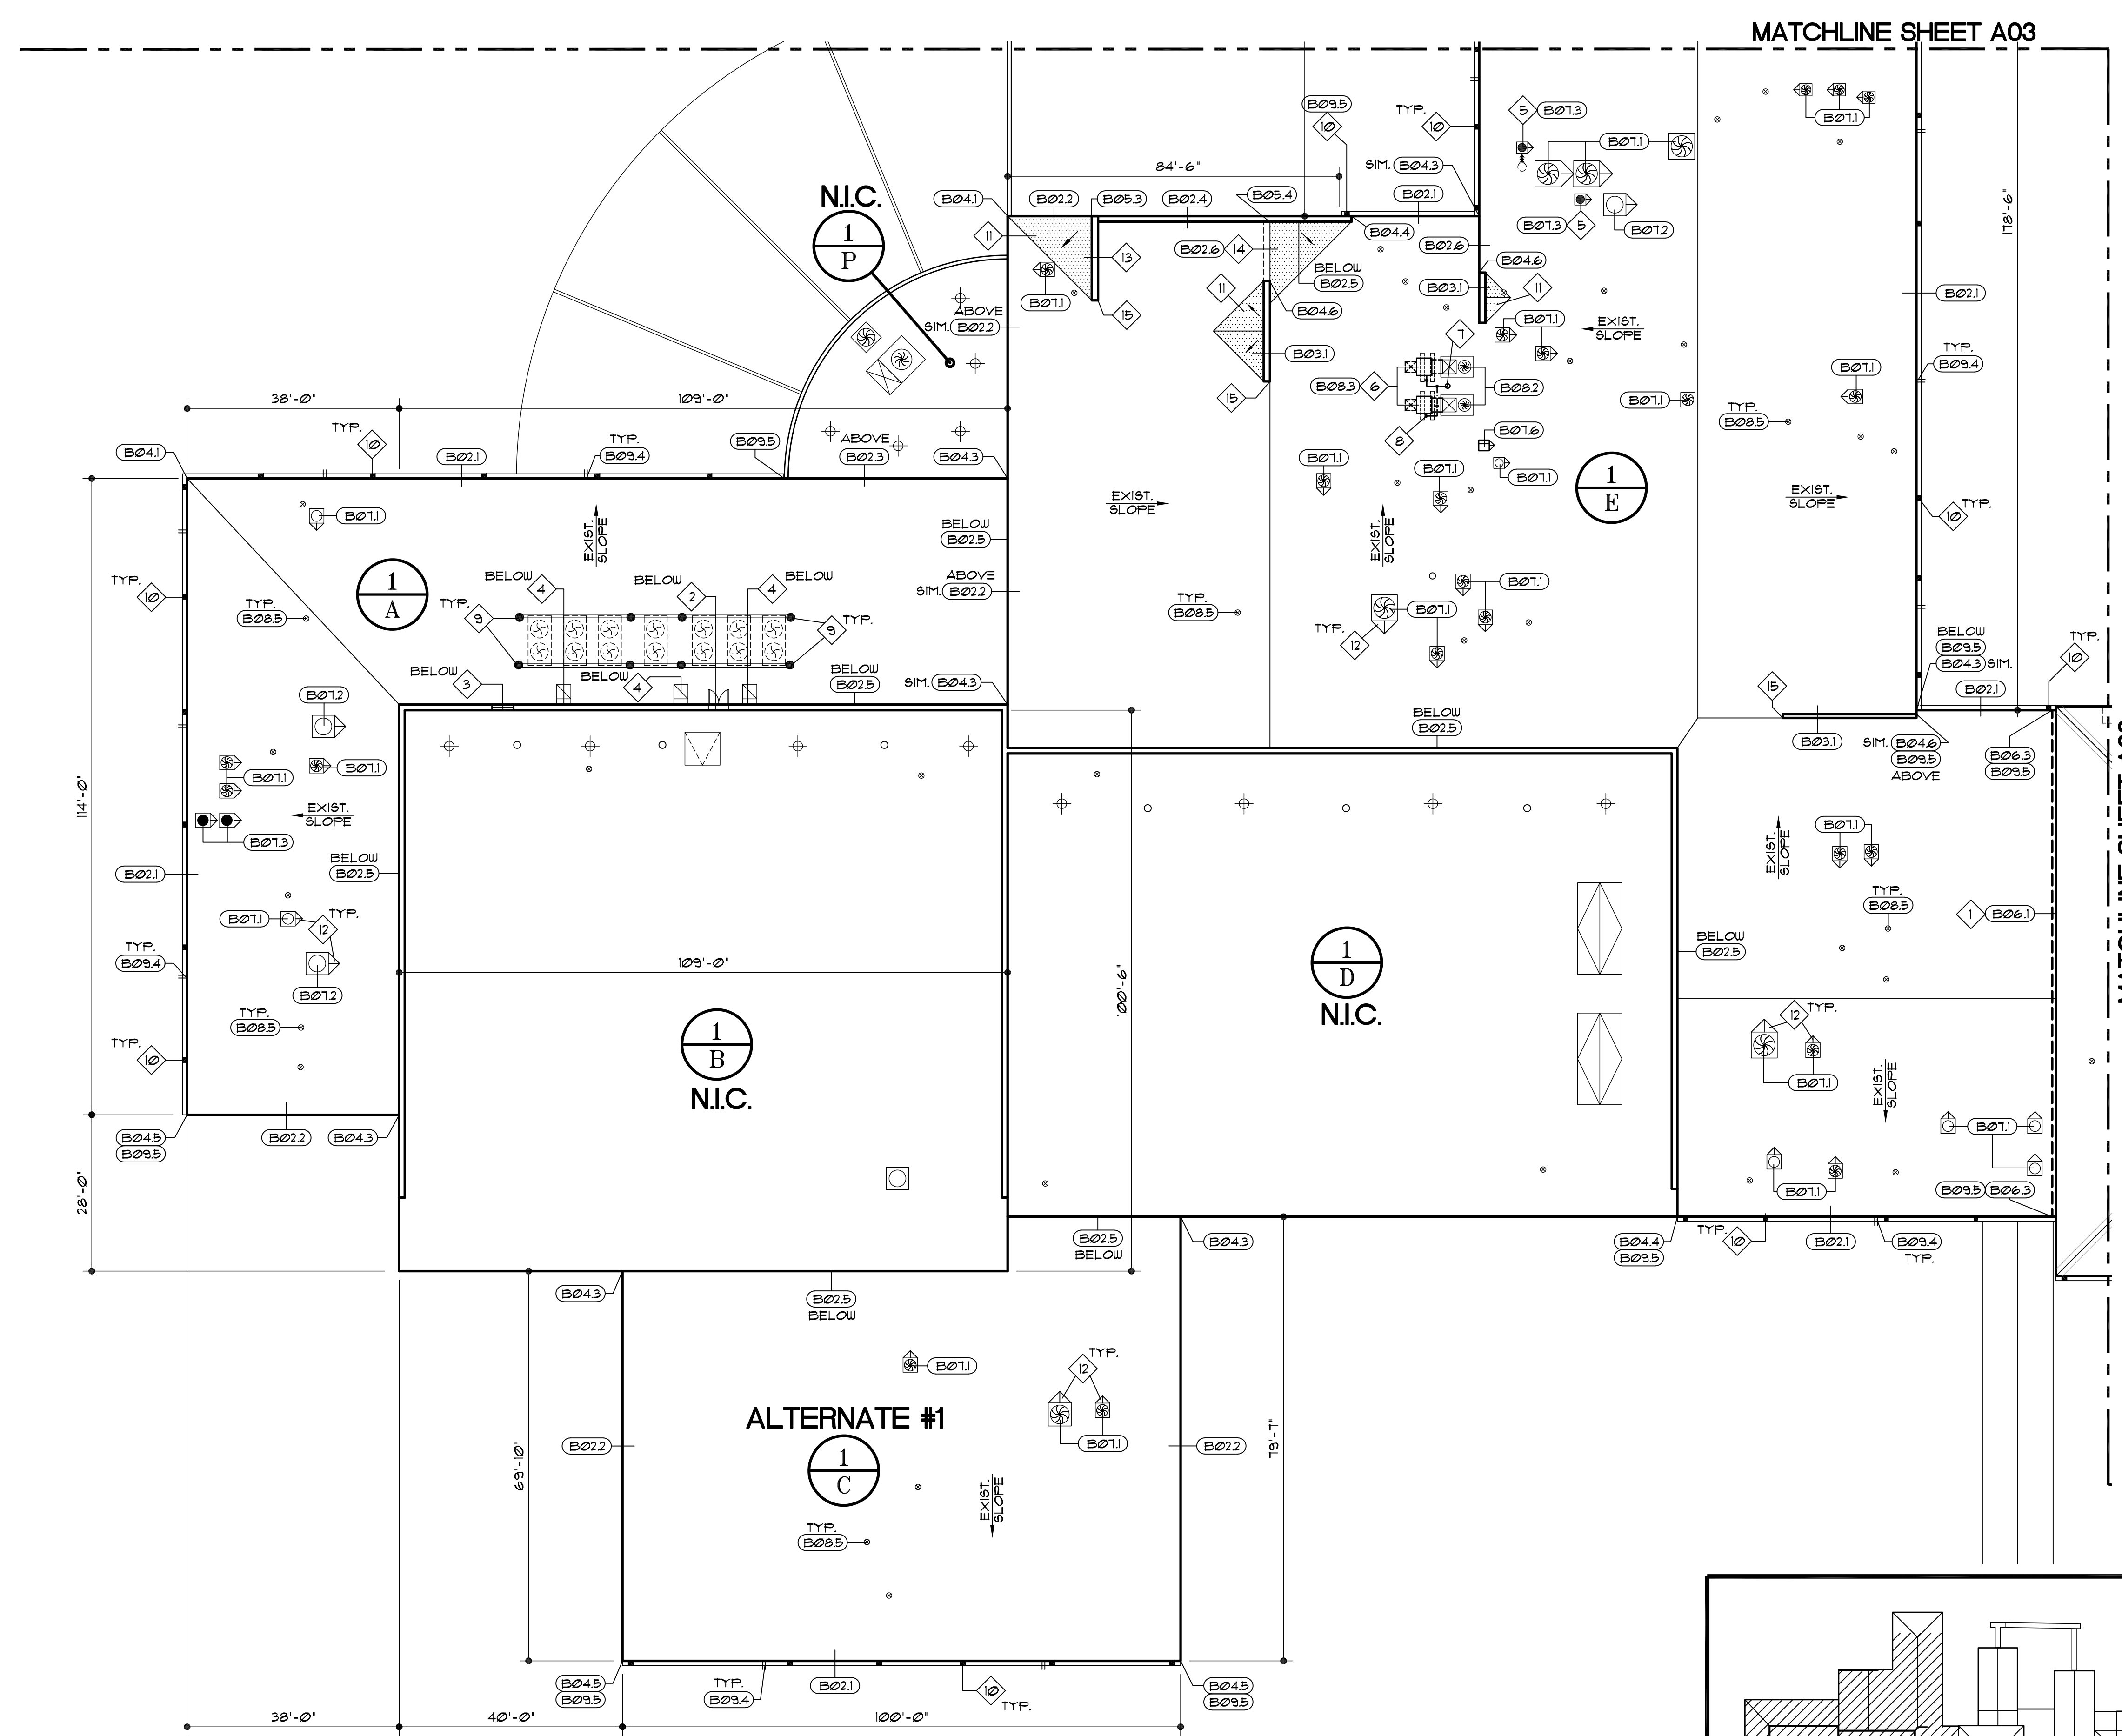 MATCHLINE SHEET A03
B09.5
10
TYP.
10
5
B07.3
B07.1
B07.1
84'-6"
SIM. B04.3
B02.1
N.I.C.
1
P
B04.1
B02.2
B05.3
B02.4
B05.4
B04.4
B07.3
5
B07.2
178'-6"
11
13
B02.6
14
B02.6
BELOW
B02.5
B04.6
B07.1
15
11
B04.6
B03.1
11
B02.1
ABOVE
SIM. B02.2
B07.1
EXIST.
SLOPE
7
B03.1
TYP.
B09.4
38'-0"
109'-0"
15
B08.3
6
B08.2
B07.1
B07.1
TYP.
B08.5
TYP.
10
8
B07.6
B04.1
B02.1
TYP.
B09.4
B09.5
ABOVE
B02.3
B04.3
B07.1
B07.1
B07.1
1
E
EXIST.
SLOPE
EXIST.
SLOPE
B07.1
EXIST.
SLOPE
10
TYP.
BELOW
B02.5
EXIST.
SLOPE
TYP.
10
1
A
BELOW
4
BELOW
2
4
BELOW
ABOVE
SIM. B02.2
B07.1
TYP.
B08.5
TYP.
9
9
TYP.
TYP.
B08.5
B07.1
TYP.
12
BELOW
3
BELOW
4
BELOW
B02.5
SIM. B04.3
BELOW
B09.5
B04.3 SIM.
TYP.
10
B02.1
15
B07.2
BELOW
B02.5
B03.1
SIM. B04.6
B09.5
ABOVE
B06.3
B09.5
B07.1
B07.1
EXIST.
SLOPE
114'-0"
B07.3
B07.1
EXIST.
SLOPE
BELOW
B02.5
B02.1
TYP.
B08.5
B07.1
TYP.
12
1
B06.1
TYP.
B09.4
BELOW
B02.5
109'-0"
1
D
N.I.C.
100'-6"
B07.2
TYP.
B08.5
12
TYP.
TYP.
10
1
B
N.I.C.
B07.1
EXIST.
SLOPE
B07.1
B04.5
B09.5
B02.2
B04.3
28'-0"
B07.1
B09.5
B06.3
B02.5
BELOW
B04.3
B04.4
B09.5
TYP.
10
B02.1
B09.4
TYP.
B04.3
B02.5
BELOW
B07.1
TYP.
12
ALTERNATE #1
1
C
B07.1
B02.2
B02.2
69'-10"
79'-7"
EXIST.
SLOPE
TYP.
B08.5
B04.5
B09.5
TYP.
B09.4
B02.1
10
TYP.
B04.5
B09.5
38'-0"
40'-0"
100'-0"